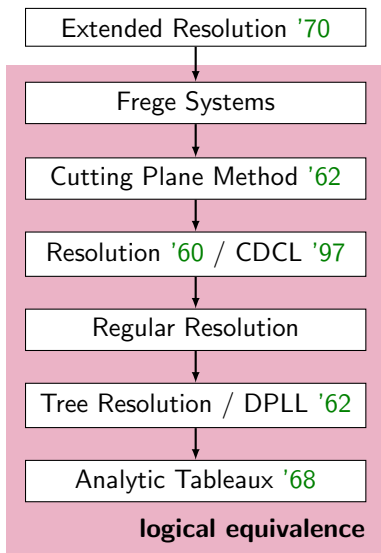 Extended Resolution '70
Frege Systems
Cutting Plane Method '62
Resolution '60 / CDCL '97
Regular Resolution
Tree Resolution / DPLL '62
Analytic Tableaux '68
logical equivalence